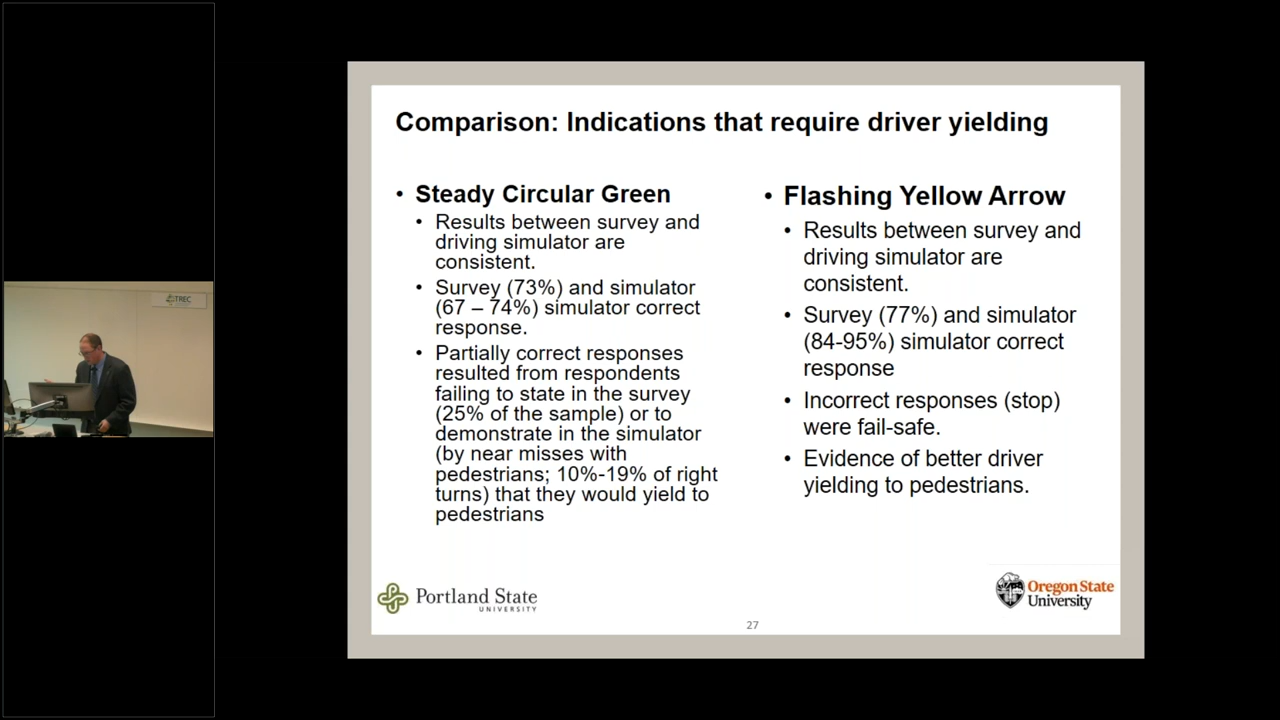 TREC
Comparison: Indications that require driver yielding
• Steady Circular Green
• Results between survey and
driving simulator are
consistent.
• Survey (73%) and simulator
(67 – 74%) simulator correct
response.
• Partially correct responses
resulted from respondents
failing to state in the survey
(25% of the sample) or to
demonstrate in the simulator
(by near misses with
pedestrians; 10%-19% of right
turns) that they would yield to
pedestrians
• Flashing Yellow Arrow
• Results between survey and
driving simulator are
consistent.
• Survey (77%) and simulator
(84-95%) simulator correct
response
• Incorrect responses (stop)
were fail-safe.
• Evidence of better driver
yielding to pedestrians.
Portland State
UNIVERSITY
Oregon State
University
27